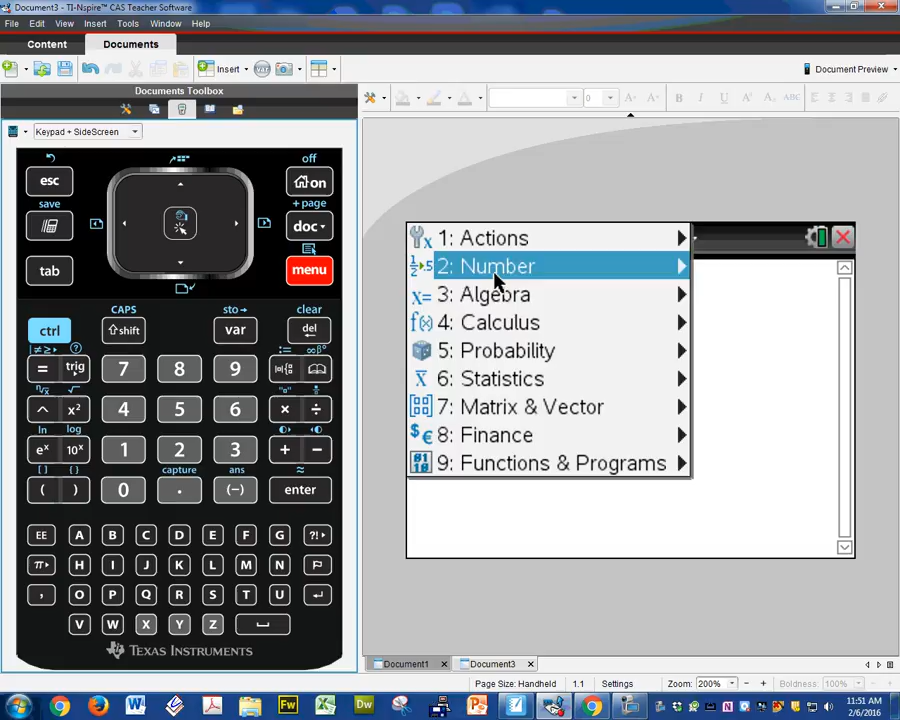 Document3 - TI-Nspire™ CAS Teacher Software
File Edit View Insert Tools Window Help
Content Documents
Insert Document Preview
Documents Toolbox
Keypad + SideScreen
0 B I U ABC
off
esc on
save + page
doc
tab menu
CAPS sto clear
ctrl shift var del
= trig 7 8 9
^ x² 4 5 6 × ÷
ln log
eˣ 10ˣ 1 2 3 + −
[ ] { } capture ans ≈
( ) 0 . (−) enter
EE A B C D E F G ?!
π H I J K L M N
, O P Q R S T U
V W X Y Z
TEXAS INSTRUMENTS
1: Actions
2: Number
3: Algebra
4: Calculus
5: Probability
6: Statistics
7: Matrix & Vector
8: Finance
9: Functions & Programs
Document1 Document3
Page Size: Handheld 1.1 Settings Zoom: 200% Boldness: 100%
11:51 AM
2/6/2016